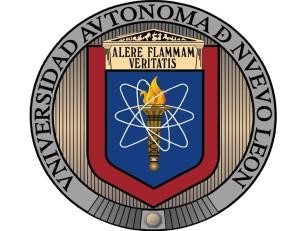 VNIVERSIDAD AVTONOMA Đ NVEVO LEON
ALERE FLAMMAM
VERITATIS